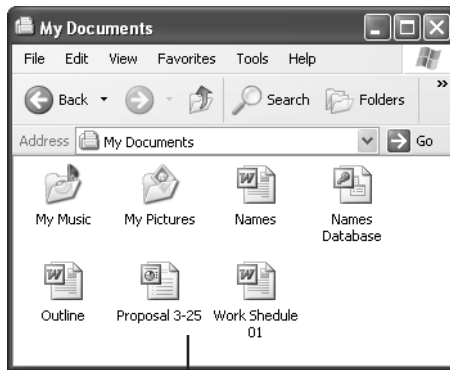 My Documents
File Edit View Favorites Tools Help
Back Search Folders »
Address My Documents Go
My Music My Pictures Names Names Database
Outline Proposal 3-25 Work Shedule 01